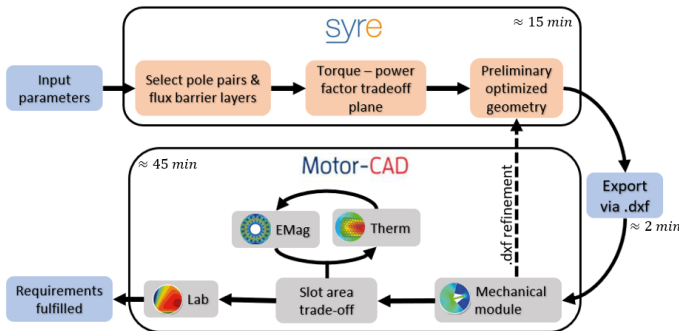 syre
≈ 15 min
Input
parameters
Select pole pairs &
flux barrier layers
Torque – power
factor tradeoff
plane
Preliminary
optimized
geometry
≈ 45 min
Motor-CAD
.dxf refinement
Export
via .dxf
≈ 2 min
EMag
Therm
Requirements
fulfilled
Lab
Slot area
trade-off
Mechanical
module